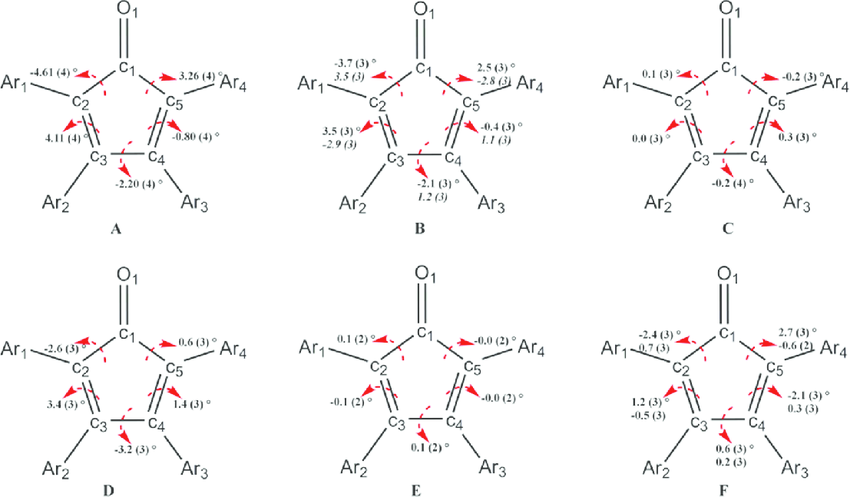 O1
C1
-4.61 (4) °
3.26 (4) °
Ar1
Ar4
C2
C5
4.11 (4) °
-0.80 (4) °
C3
C4
-2.20 (4) °
Ar2
Ar3
A
O1
C1
-3.7 (3) °
3.5 (3)
2.5 (3) °
-2.8 (3)
Ar1
Ar4
C2
C5
3.5 (3) °
-2.9 (3)
-0.4 (3) °
1.1 (3)
C3
C4
-2.1 (3) °
1.2 (3)
Ar2
Ar3
B
O1
C1
0.1 (3) °
-0.2 (3) °
Ar1
Ar4
C2
C5
0.0 (3) °
0.3 (3) °
C3
C4
-0.2 (4) °
Ar2
Ar3
C
O1
C1
-2.6 (3) °
0.6 (3) °
Ar1
Ar4
C2
C5
3.4 (3) °
1.4 (3) °
C3
C4
-3.2 (3) °
Ar2
Ar3
D
O1
C1
0.1 (2) °
-0.0 (2) °
Ar1
Ar4
C2
C5
-0.1 (2) °
-0.0 (2) °
C3
C4
0.1 (2) °
Ar2
Ar3
E
O1
C1
-2.4 (3) °
0.7 (3)
2.7 (3) °
-0.6 (2)
Ar1
Ar4
C2
C5
1.2 (3) °
-0.5 (3)
-2.1 (3) °
0.3 (3)
C3
C4
0.6 (3) °
0.2 (3)
Ar2
Ar3
F